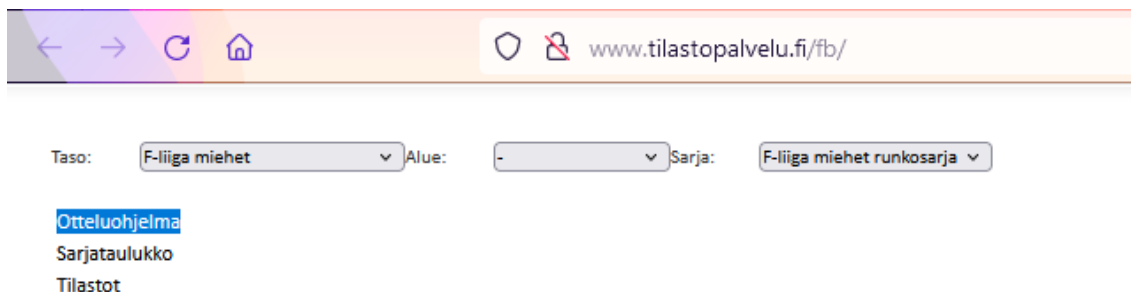 www.tilastopalvelu.fi/fb/
Taso: F-liiga miehet Alue: - Sarja: F-liiga miehet runkosarja
Otteluohjelma
Sarjataulukko
Tilastot